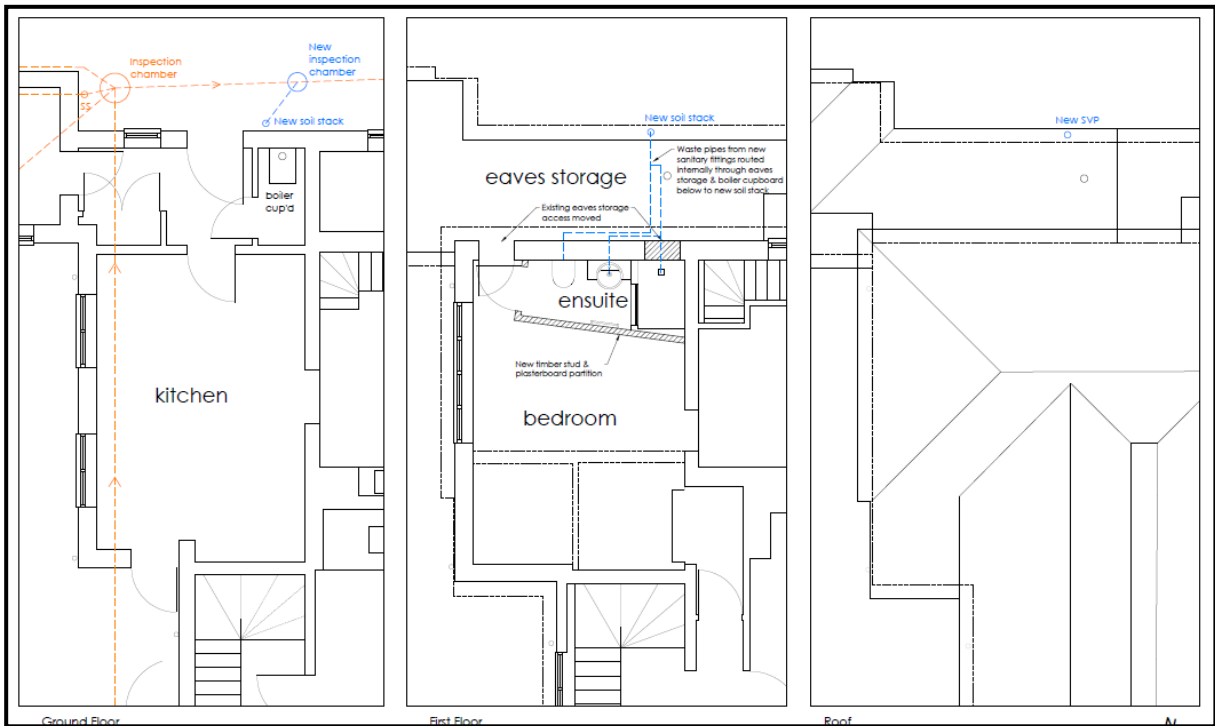 Inspection
chamber
New
inspection
chamber
SS
New soil stack
boiler
cup'd
kitchen
Ground Floor
New soil stack
Waste pipes from new
sanitary fittings routed
internally through eaves
storage & boiler cupboard
below to new soil stack
eaves storage
Existing eaves storage
access moved
ensuite
New timber stud &
plasterboard partition
bedroom
First Floor
New SVP
Roof
N